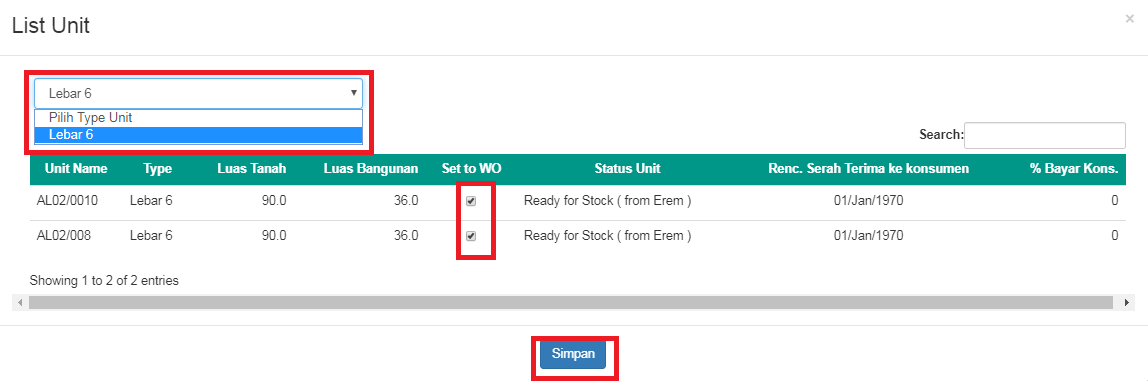 List Unit
×
Lebar 6
Pilih Type Unit
Lebar 6
Search:
Unit Name Type Luas Tanah Luas Bangunan Set to WO Status Unit Renc. Serah Terima ke konsumen % Bayar Kons.
AL02/0010 Lebar 6 90.0 36.0 Ready for Stock ( from Erem ) 01/Jan/1970 0
AL02/008 Lebar 6 90.0 36.0 Ready for Stock ( from Erem ) 01/Jan/1970 0
Showing 1 to 2 of 2 entries
Simpan